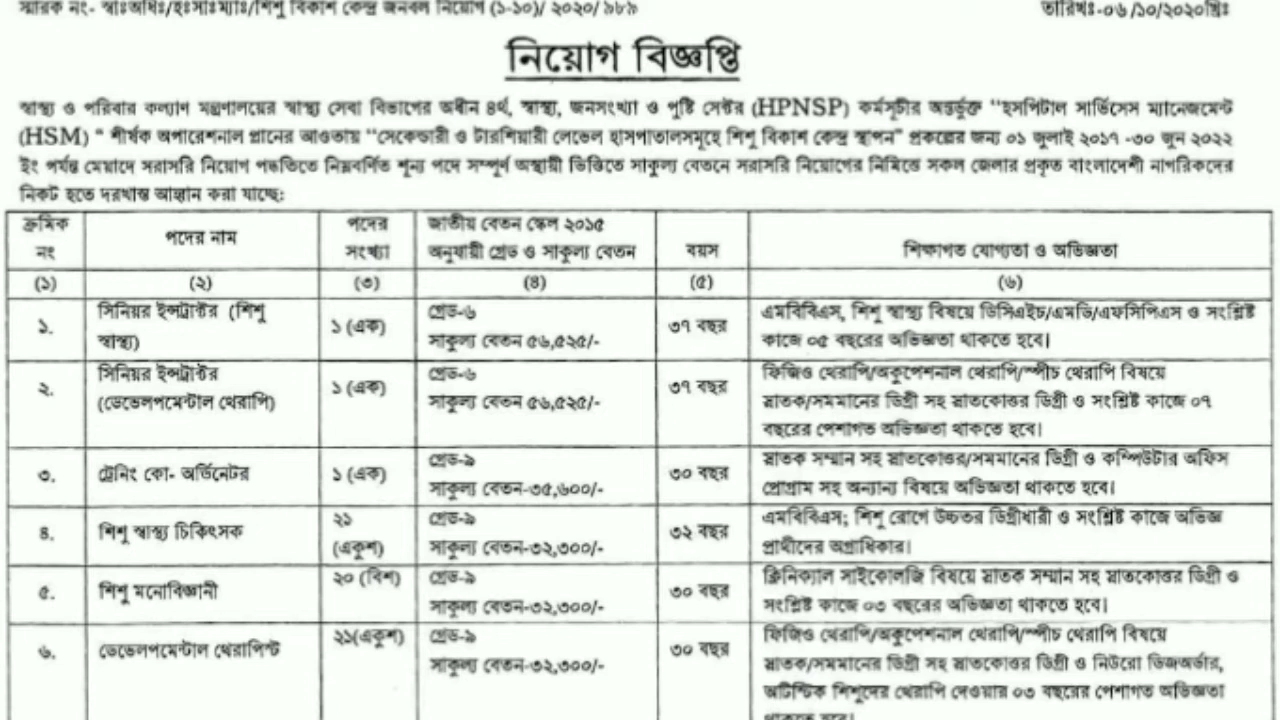 স্মারক নং- স্বাঃঅধিঃ/হঃসাঃম্যাঃ/শিশু বিকাশ কেন্দ্র জনবল নিয়োগ (১-১০)/ ২০২০/ ৯৮৯ তারিখঃ-০৬/১০/২০২০খ্রিঃ
নিয়োগ বিজ্ঞপ্তি
স্বাস্থ্য ও পরিবার কল্যাণ মন্ত্রণালয়ের স্বাস্থ্য সেবা বিভাগের অধীন ৪র্থ, স্বাস্থ্য, জনসংখ্যা ও পুষ্টি সেক্টর (HPNSP) কর্মসূচীর অন্তর্ভুক্ত "হসপিটাল সার্ভিসেস ম্যানেজমেন্ট
(HSM) " শীর্ষক অপারেশনাল প্লানের আওতায় "সেকেন্ডারী ও টারশিয়ারী লেভেল হাসপাতালসমূহে শিশু বিকাশ কেন্দ্র স্থাপন" প্রকল্পের জন্য ০১ জুলাই ২০১৭ -৩০ জুন ২০২২
ইং পর্যন্ত মেয়াদে সরাসরি নিয়োগ পদ্ধতিতে নিম্নবর্ণিত শূন্য পদে সম্পূর্ণ অস্থায়ী ভিত্তিতে সাকুল্য বেতনে সরাসরি নিয়োগের নিমিত্তে সকল জেলার প্রকৃত বাংলাদেশী নাগরিকদের
নিকট হতে দরখাস্ত আহ্বান করা যাচ্ছে:
ক্রমিক নং পদের নাম পদের সংখ্যা জাতীয় বেতন স্কেল ২০১৫ অনুযায়ী গ্রেড ও সাকুল্য বেতন বয়স শিক্ষাগত যোগ্যতা ও অভিজ্ঞতা
(১) (২) (৩) (৪) (৫) (৬)
১. সিনিয়র ইন্সট্রাক্টর (শিশু স্বাস্থ্য) ১ (এক) গ্রেড-৬ সাকুল্য বেতন ৫৬,৫২৫/- ৩৭ বছর এমবিবিএস, শিশু স্বাস্থ্য বিষয়ে ডিসিএইচ/এমডি/এফসিপিএস ও সংশ্লিষ্ট
কাজে ০৫ বছরের অভিজ্ঞতা থাকতে হবে।
২. সিনিয়র ইন্সট্রাক্টর (ডেভেলপমেন্টাল থেরাপি) ১ (এক) গ্রেড-৬ সাকুল্য বেতন ৫৬,৫২৫/- ৩৭ বছর ফিজিও থেরাপি/অকুপেশনাল থেরাপি/স্পীচ থেরাপি বিষয়ে
স্নাতক/সমমানের ডিগ্রী সহ স্নাতকোত্তর ডিগ্রী ও সংশ্লিষ্ট কাজে ০৭
বছরের পেশাগত অভিজ্ঞতা থাকতে হবে।
৩. ট্রেনিং কো- অর্ডিনেটর ১ (এক) গ্রেড-৯ সাকুল্য বেতন-৩৫,৬০০/- ৩০ বছর স্নাতক সম্মান সহ স্নাতকোত্তর/সমমানের ডিগ্রী ও কম্পিউটার অফিস
প্রোগ্রাম সহ অন্যান্য বিষয়ে অভিজ্ঞতা থাকতে হবে।
৪. শিশু স্বাস্থ্য চিকিৎসক ২১ (একুশ) গ্রেড-৯ সাকুল্য বেতন-৩২,৩০০/- ৩২ বছর এমবিবিএস; শিশু রোগে উচ্চতর ডিগ্রীধারী ও সংশ্লিষ্ট কাজে অভিজ্ঞ
প্রার্থীদের অগ্রাধিকার।
৫. শিশু মনোবিজ্ঞানী ২০ (বিশ) গ্রেড-৯ সাকুল্য বেতন-৩২,৩০০/- ৩০ বছর ক্লিনিক্যাল সাইকোলজি বিষয়ে স্নাতক সম্মান সহ স্নাতকোত্তর ডিগ্রী ও
সংশ্লিষ্ট কাজে ০৩ বছরের অভিজ্ঞতা থাকতে হবে।
৬. ডেভেলপমেন্টাল থেরাপিস্ট ২১(একুশ) গ্রেড-৯ সাকুল্য বেতন-৩২,৩০০/- ৩০ বছর ফিজিও থেরাপি/অকুপেশনাল থেরাপি/স্পীচ থেরাপি বিষয়ে
স্নাতক/সমমানের ডিগ্রী সহ স্নাতকোত্তর ডিগ্রী ও নিউরো ডিজঅর্ডার,
অটিস্টিক শিশুদের থেরাপি দেওয়ার ০৩ বছরের পেশাগত অভিজ্ঞতা
থাকতে হবে।